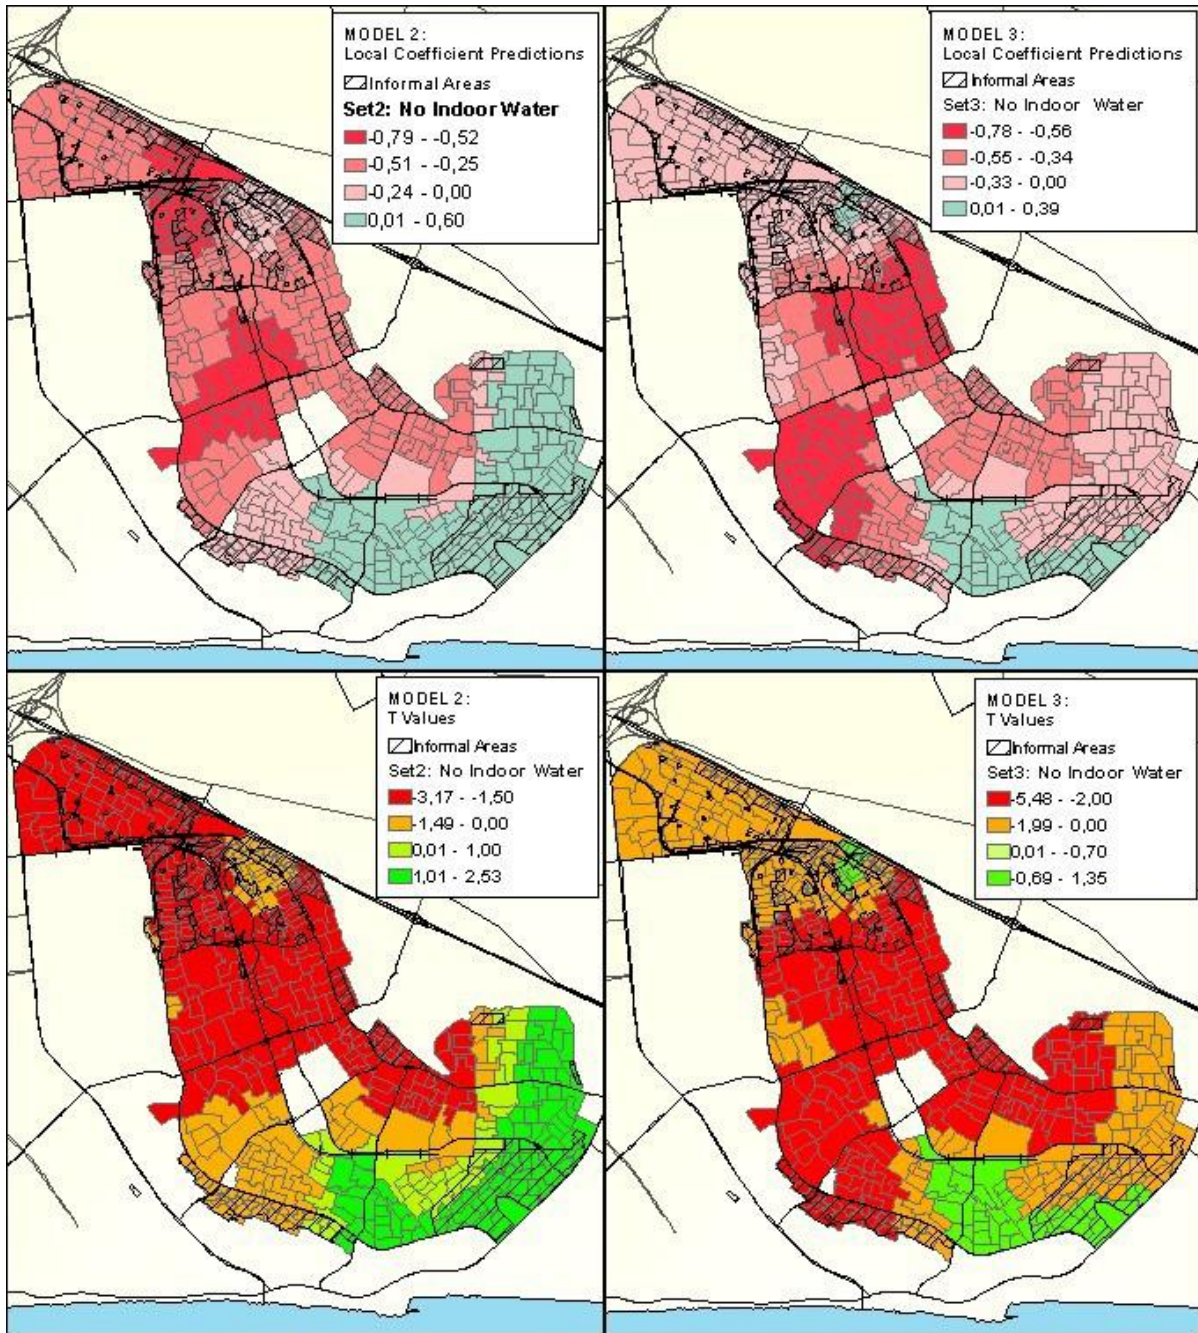 MODEL 2:
Local Coefficient Predictions
Informal Areas
Set2: No Indoor Water
-0,79 - -0,52
-0,51 - -0,25
-0,24 - 0,00
0,01 - 0,60
MODEL 3:
Local Coefficient Predictions
Informal Areas
Set3: No Indoor Water
-0,78 - -0,56
-0,55 - -0,34
-0,33 - 0,00
0,01 - 0,39
MODEL 2:
T Values
Informal Areas
Set2: No Indoor Water
-3,17 - -1,50
-1,49 - 0,00
0,01 - 1,00
1,01 - 2,53
MODEL 3:
T Values
Informal Areas
Set3: No Indoor Water
-5,48 - -2,00
-1,99 - 0,00
0,01 - -0,70
-0,69 - 1,35